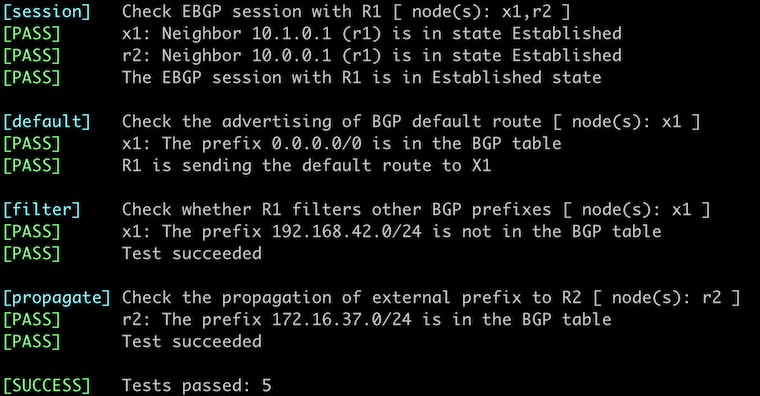 [session] Check EBGP session with R1 [ node(s): x1,r2 ]
[PASS] x1: Neighbor 10.1.0.1 (r1) is in state Established
[PASS] r2: Neighbor 10.0.0.1 (r1) is in state Established
[PASS] The EBGP session with R1 is in Established state
[default] Check the advertising of BGP default route [ node(s): x1 ]
[PASS] x1: The prefix 0.0.0.0/0 is in the BGP table
[PASS] R1 is sending the default route to X1
[filter] Check whether R1 filters other BGP prefixes [ node(s): x1 ]
[PASS] x1: The prefix 192.168.42.0/24 is not in the BGP table
[PASS] Test succeeded
[propagate] Check the propagation of external prefix to R2 [ node(s): r2 ]
[PASS] r2: The prefix 172.16.37.0/24 is in the BGP table
[PASS] Test succeeded
[SUCCESS] Tests passed: 5